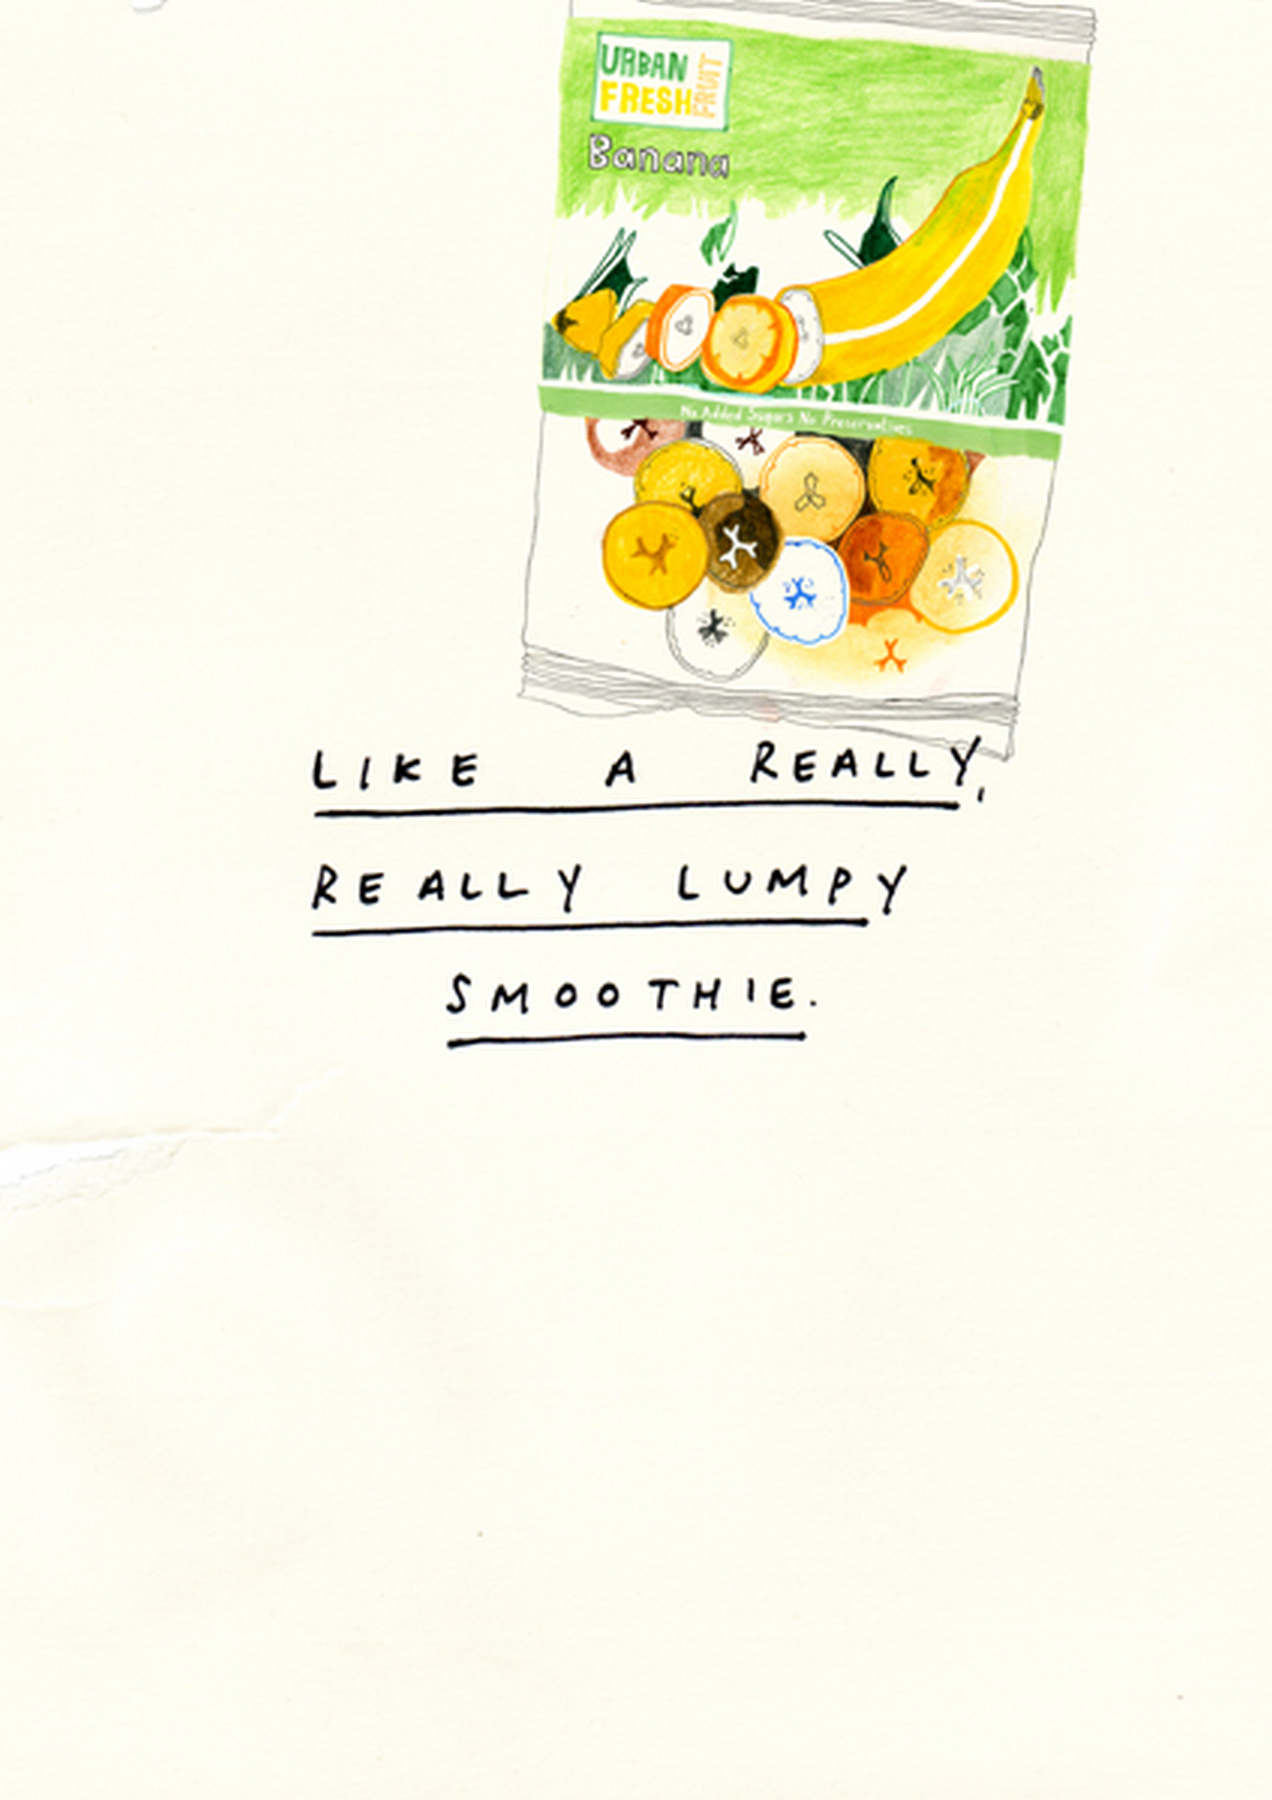 URBAN
FRESH FRUIT
Banana
No Added Sugars No Preservatives
LIKE A REALLY,
REALLY LUMPY
SMOOTHIE.